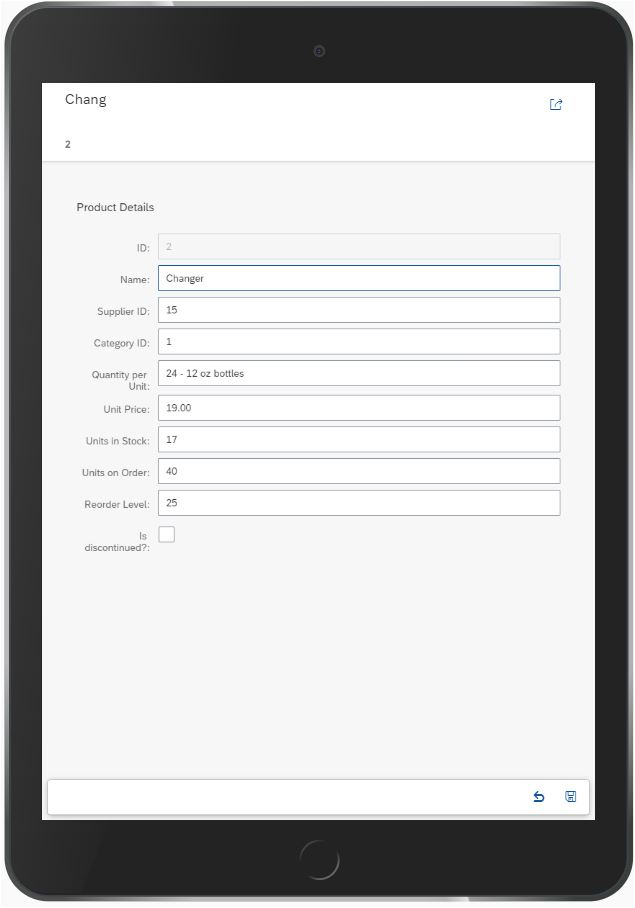 Chang
2
Product Details
ID: 2
Name: Changer
Supplier ID: 15
Category ID: 1
Quantity per
Unit: 24 - 12 oz bottles
Unit Price: 19.00
Units in Stock: 17
Units on Order: 40
Reorder Level: 25
Is
discontinued?: